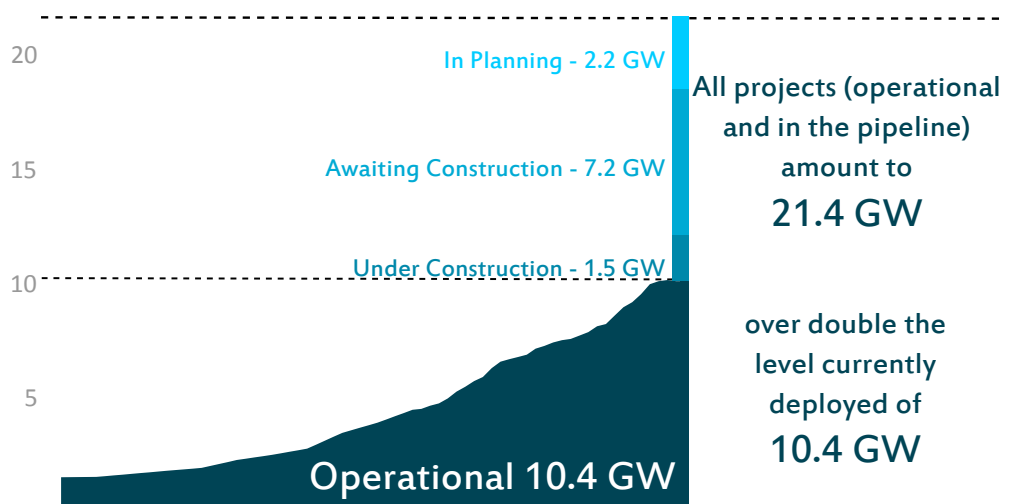 20
In Planning - 2.2 GW
All projects (operational
and in the pipeline)
amount to
21.4 GW
15
Awaiting Construction - 7.2 GW
Under Construction - 1.5 GW
10
over double the
level currently
deployed of
10.4 GW
5
Operational 10.4 GW